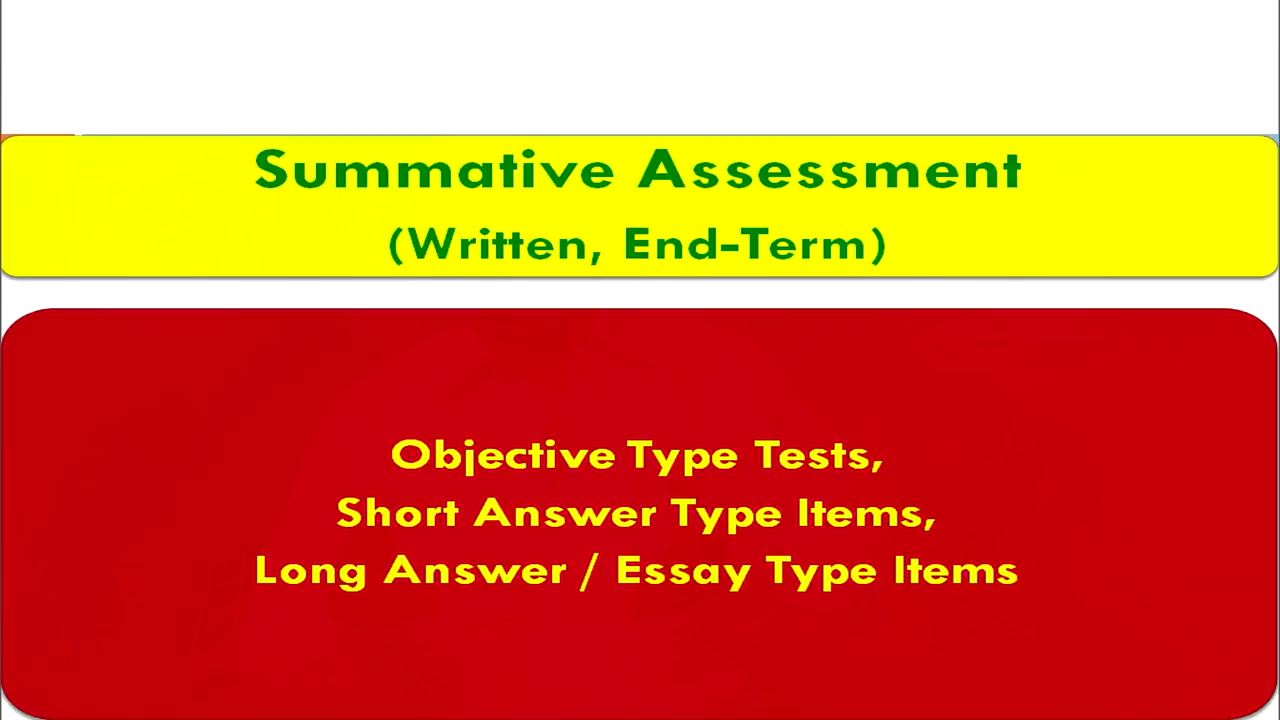 Summative Assessment
(Written, End-Term)
Objective Type Tests,
Short Answer Type Items,
Long Answer / Essay Type Items